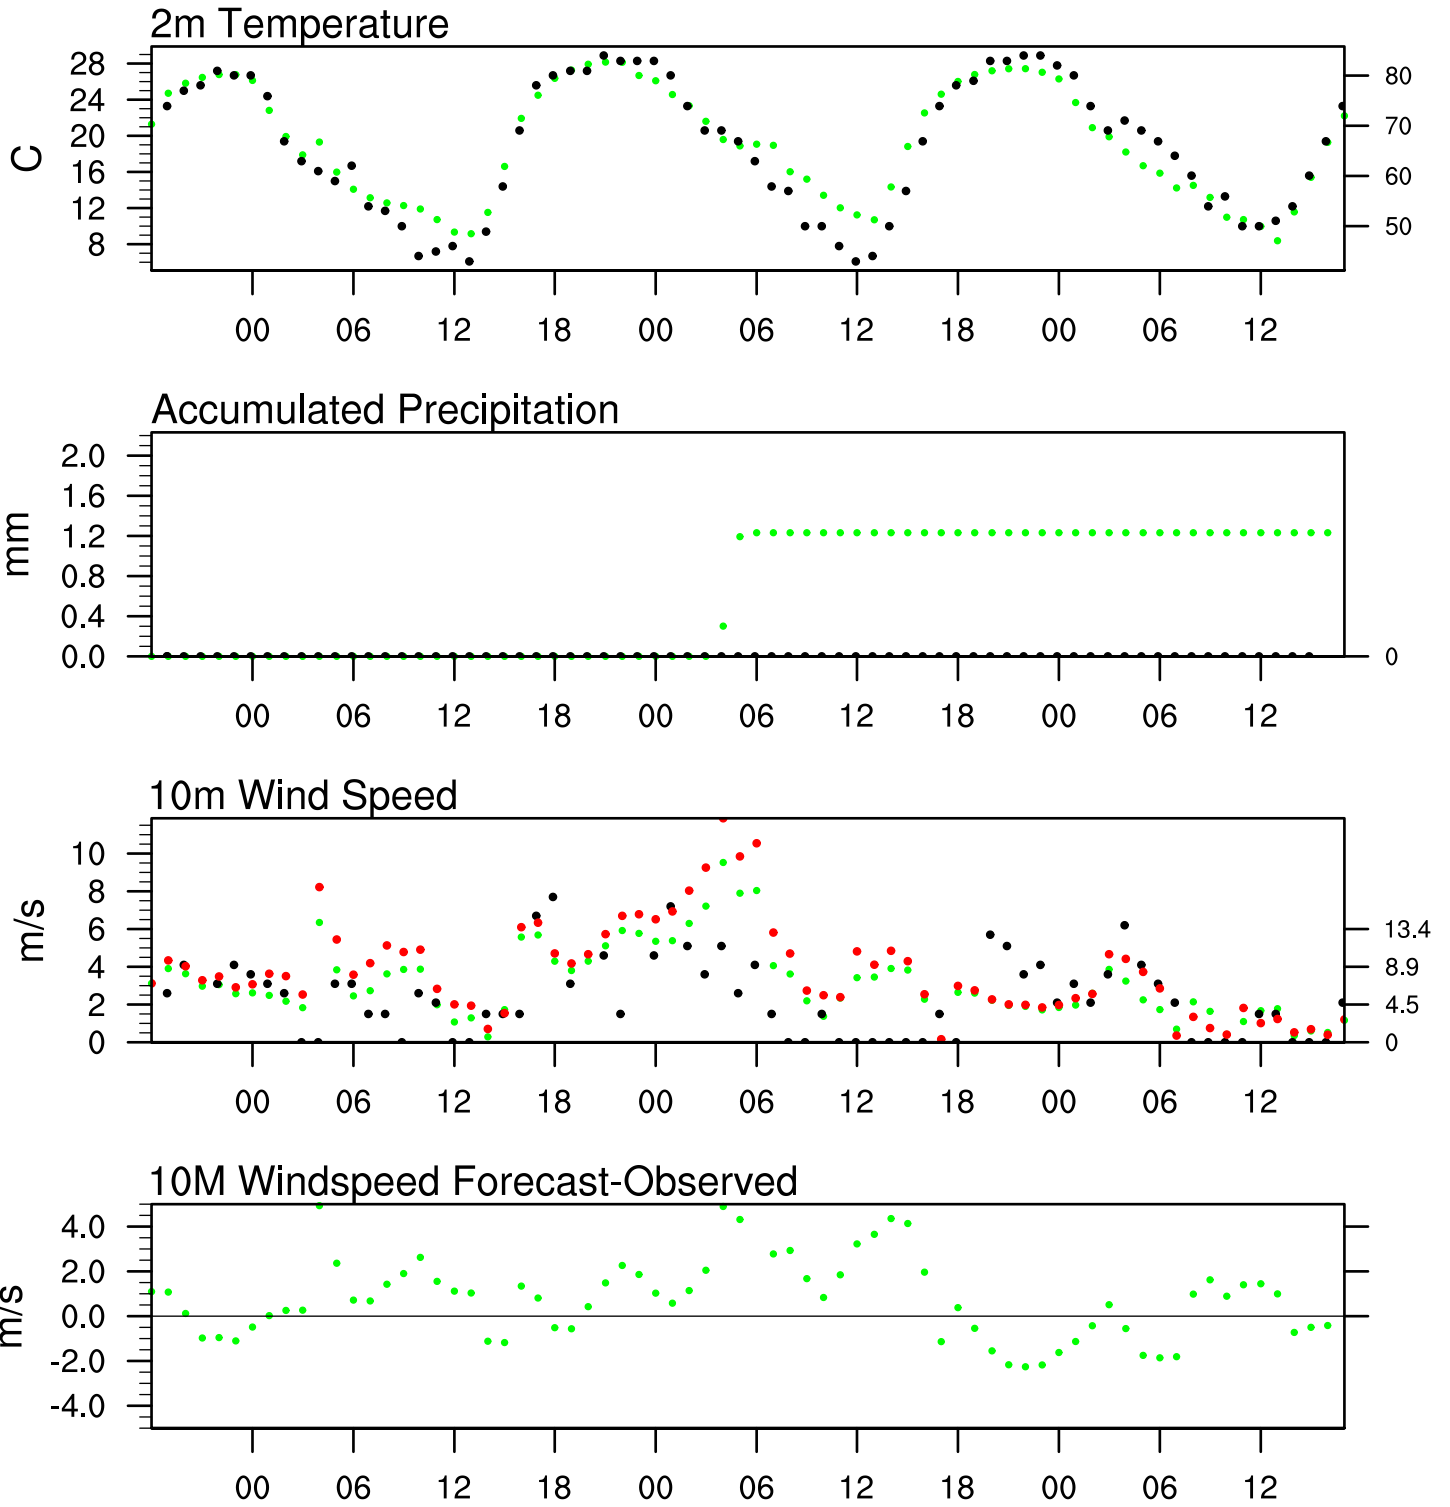 2m Temperature
28
24
20
16
12
8
C
80
70
60
50
00 06 12 18 00 06 12 18 00 06 12
Accumulated Precipitation
2.0
1.6
1.2
0.8
0.4
0.0
mm
0
00 06 12 18 00 06 12 18 00 06 12
10m Wind Speed
10
8
6
4
2
0
m/s
13.4
8.9
4.5
0
00 06 12 18 00 06 12 18 00 06 12
10M Windspeed Forecast-Observed
4.0
2.0
0.0
-2.0
-4.0
m/s
00 06 12 18 00 06 12 18 00 06 12